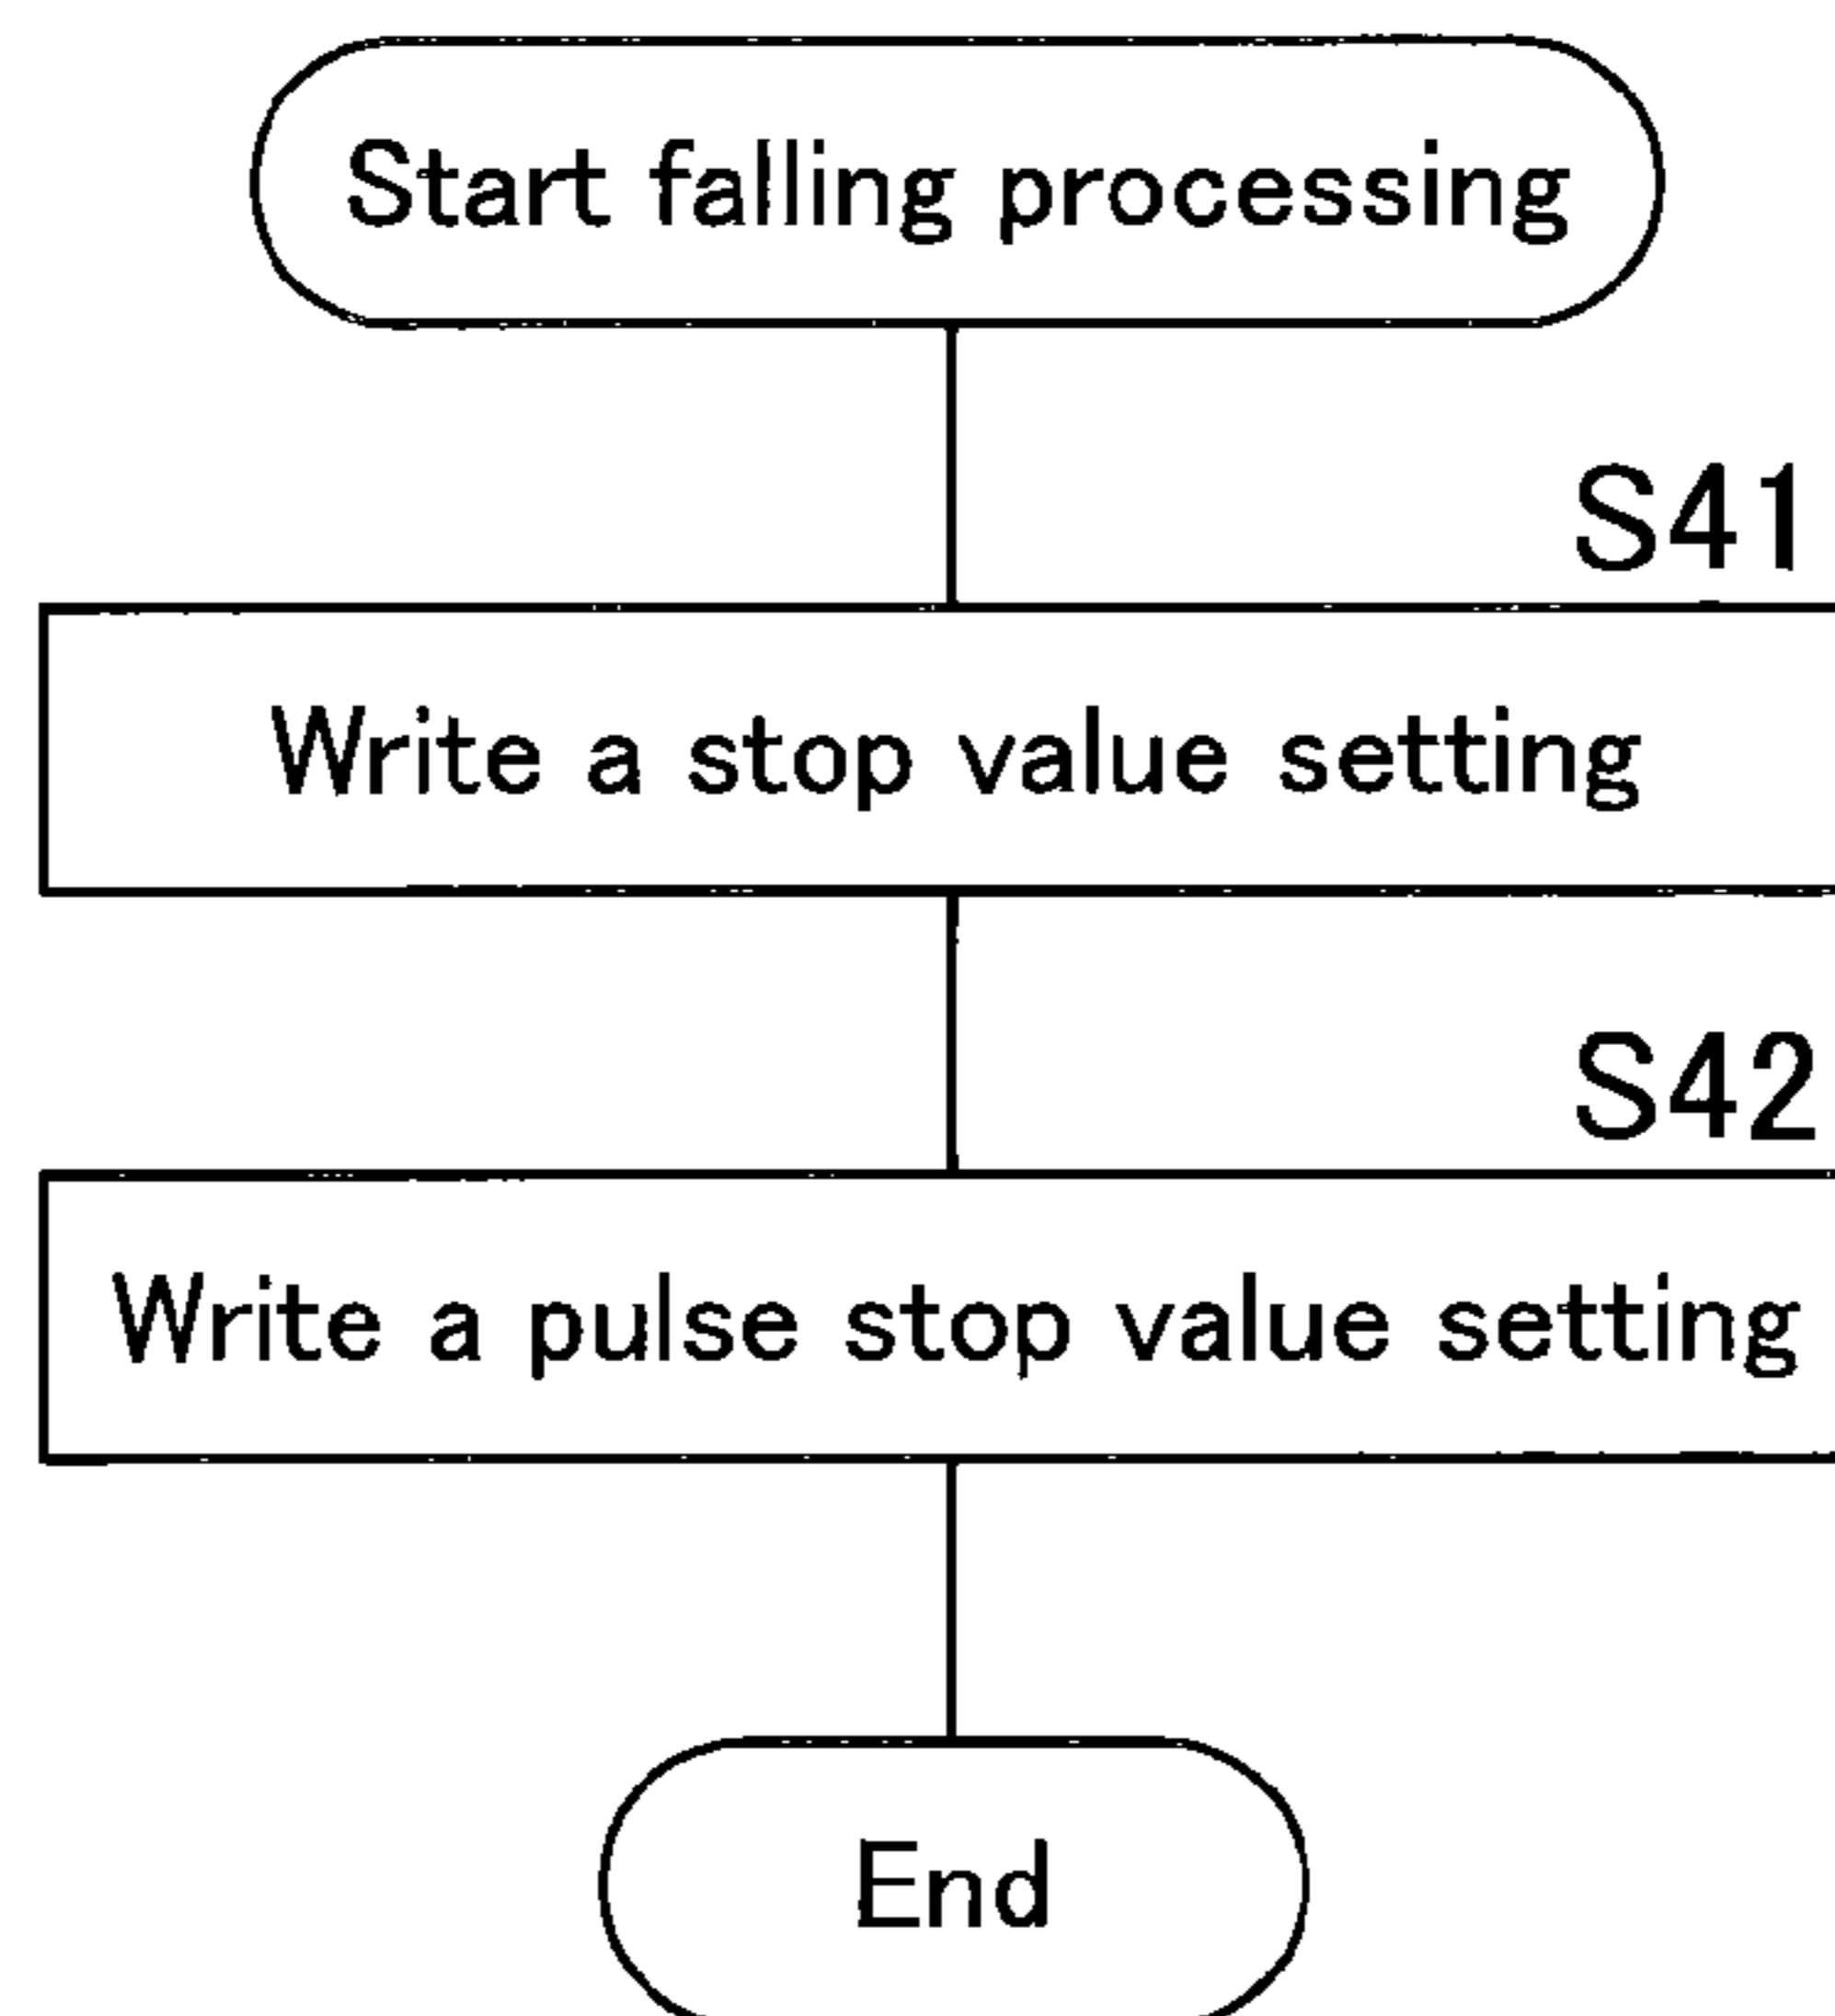 Start falling processing
S41
Write a stop value setting
S42
Write a pulse stop value setting
End